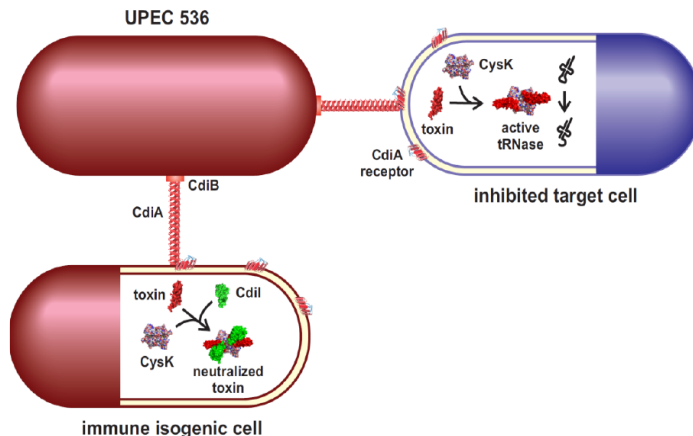 UPEC 536
CysK
toxin
active
tRNase
CdiA
receptor
inhibited target cell
CdiB
CdiA
toxin
CdiI
CysK
neutralized
toxin
immune isogenic cell